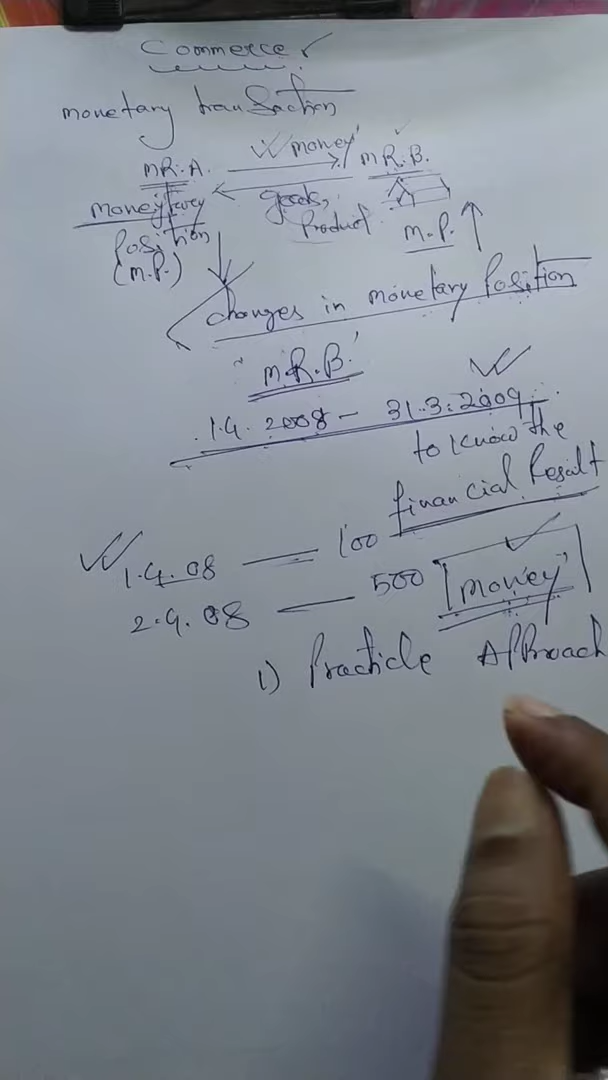 Commerce
monetary transaction
MR.A. money MR.B.
goods,
Product
Monetary Position (M.P.)
M.P.
changes in monetary Position
"M.R.B."
1.4.2008 - 31.3.2009
to know the
financial Result
1.4.08 — 100
2.4.08 — 500 [money]
1) Practicle Approach